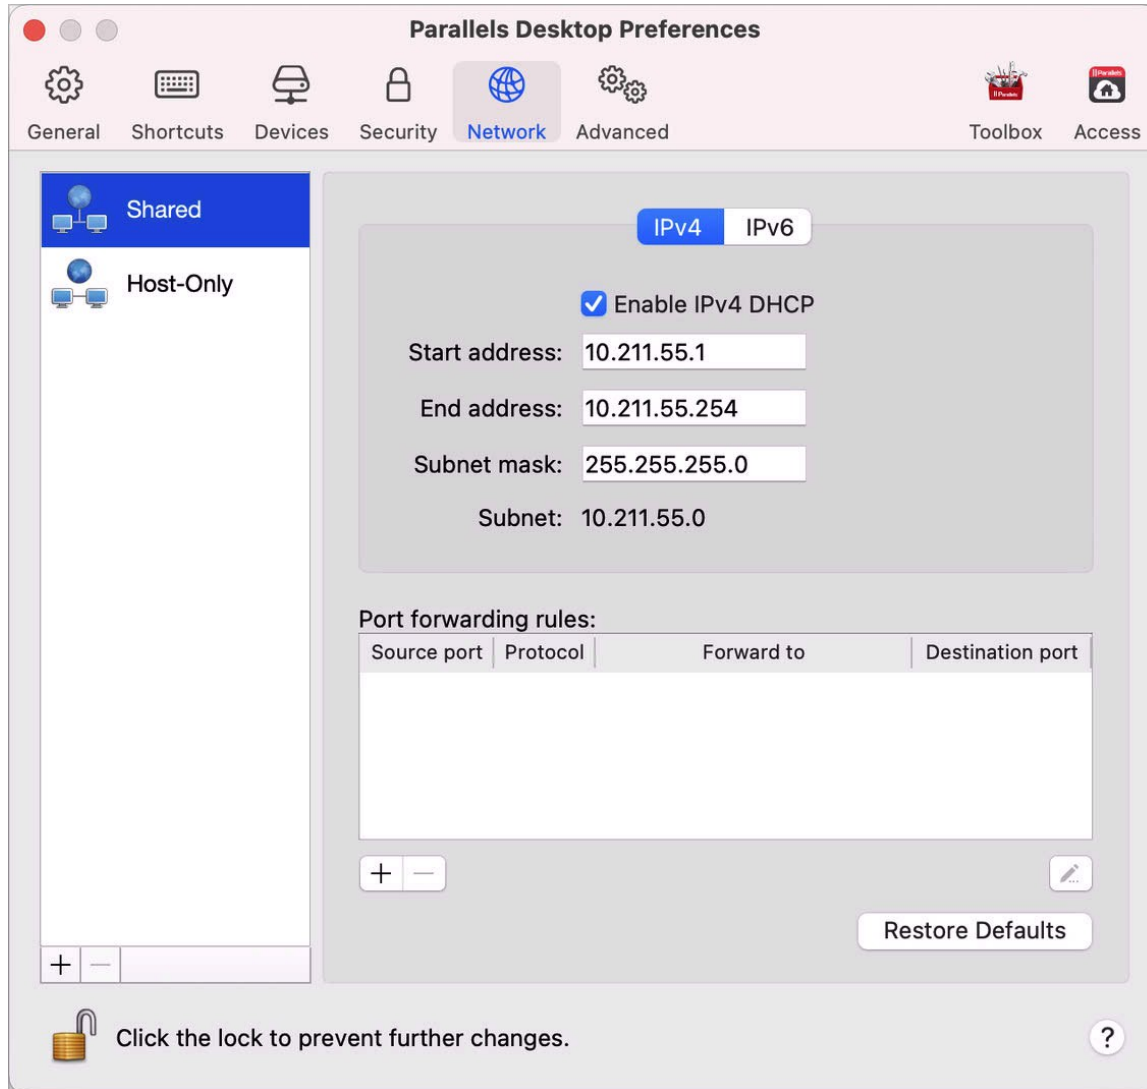 Parallels Desktop Preferences
General Shortcuts Devices Security Network Advanced Toolbox Access
Shared
Host-Only
IPv4 IPv6
Enable IPv4 DHCP
Start address: 10.211.55.1
End address: 10.211.55.254
Subnet mask: 255.255.255.0
Subnet: 10.211.55.0
Port forwarding rules:
Source port Protocol Forward to Destination port
Restore Defaults
Click the lock to prevent further changes.
?